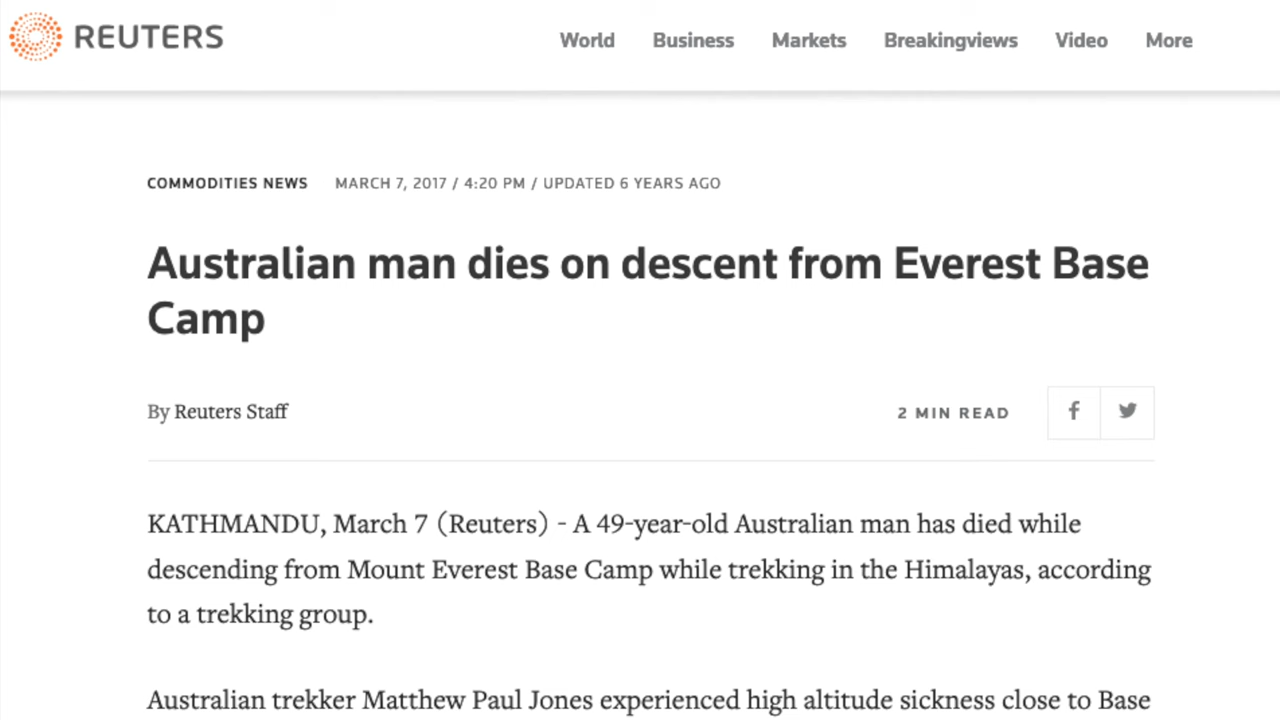 REUTERS
World Business Markets Breakingviews Video More
COMMODITIES NEWS MARCH 7, 2017 / 4:20 PM / UPDATED 6 YEARS AGO
Australian man dies on descent from Everest Base
Camp
By Reuters Staff
2 MIN READ
KATHMANDU, March 7 (Reuters) - A 49-year-old Australian man has died while
descending from Mount Everest Base Camp while trekking in the Himalayas, according
to a trekking group.
Australian trekker Matthew Paul Jones experienced high altitude sickness close to Base